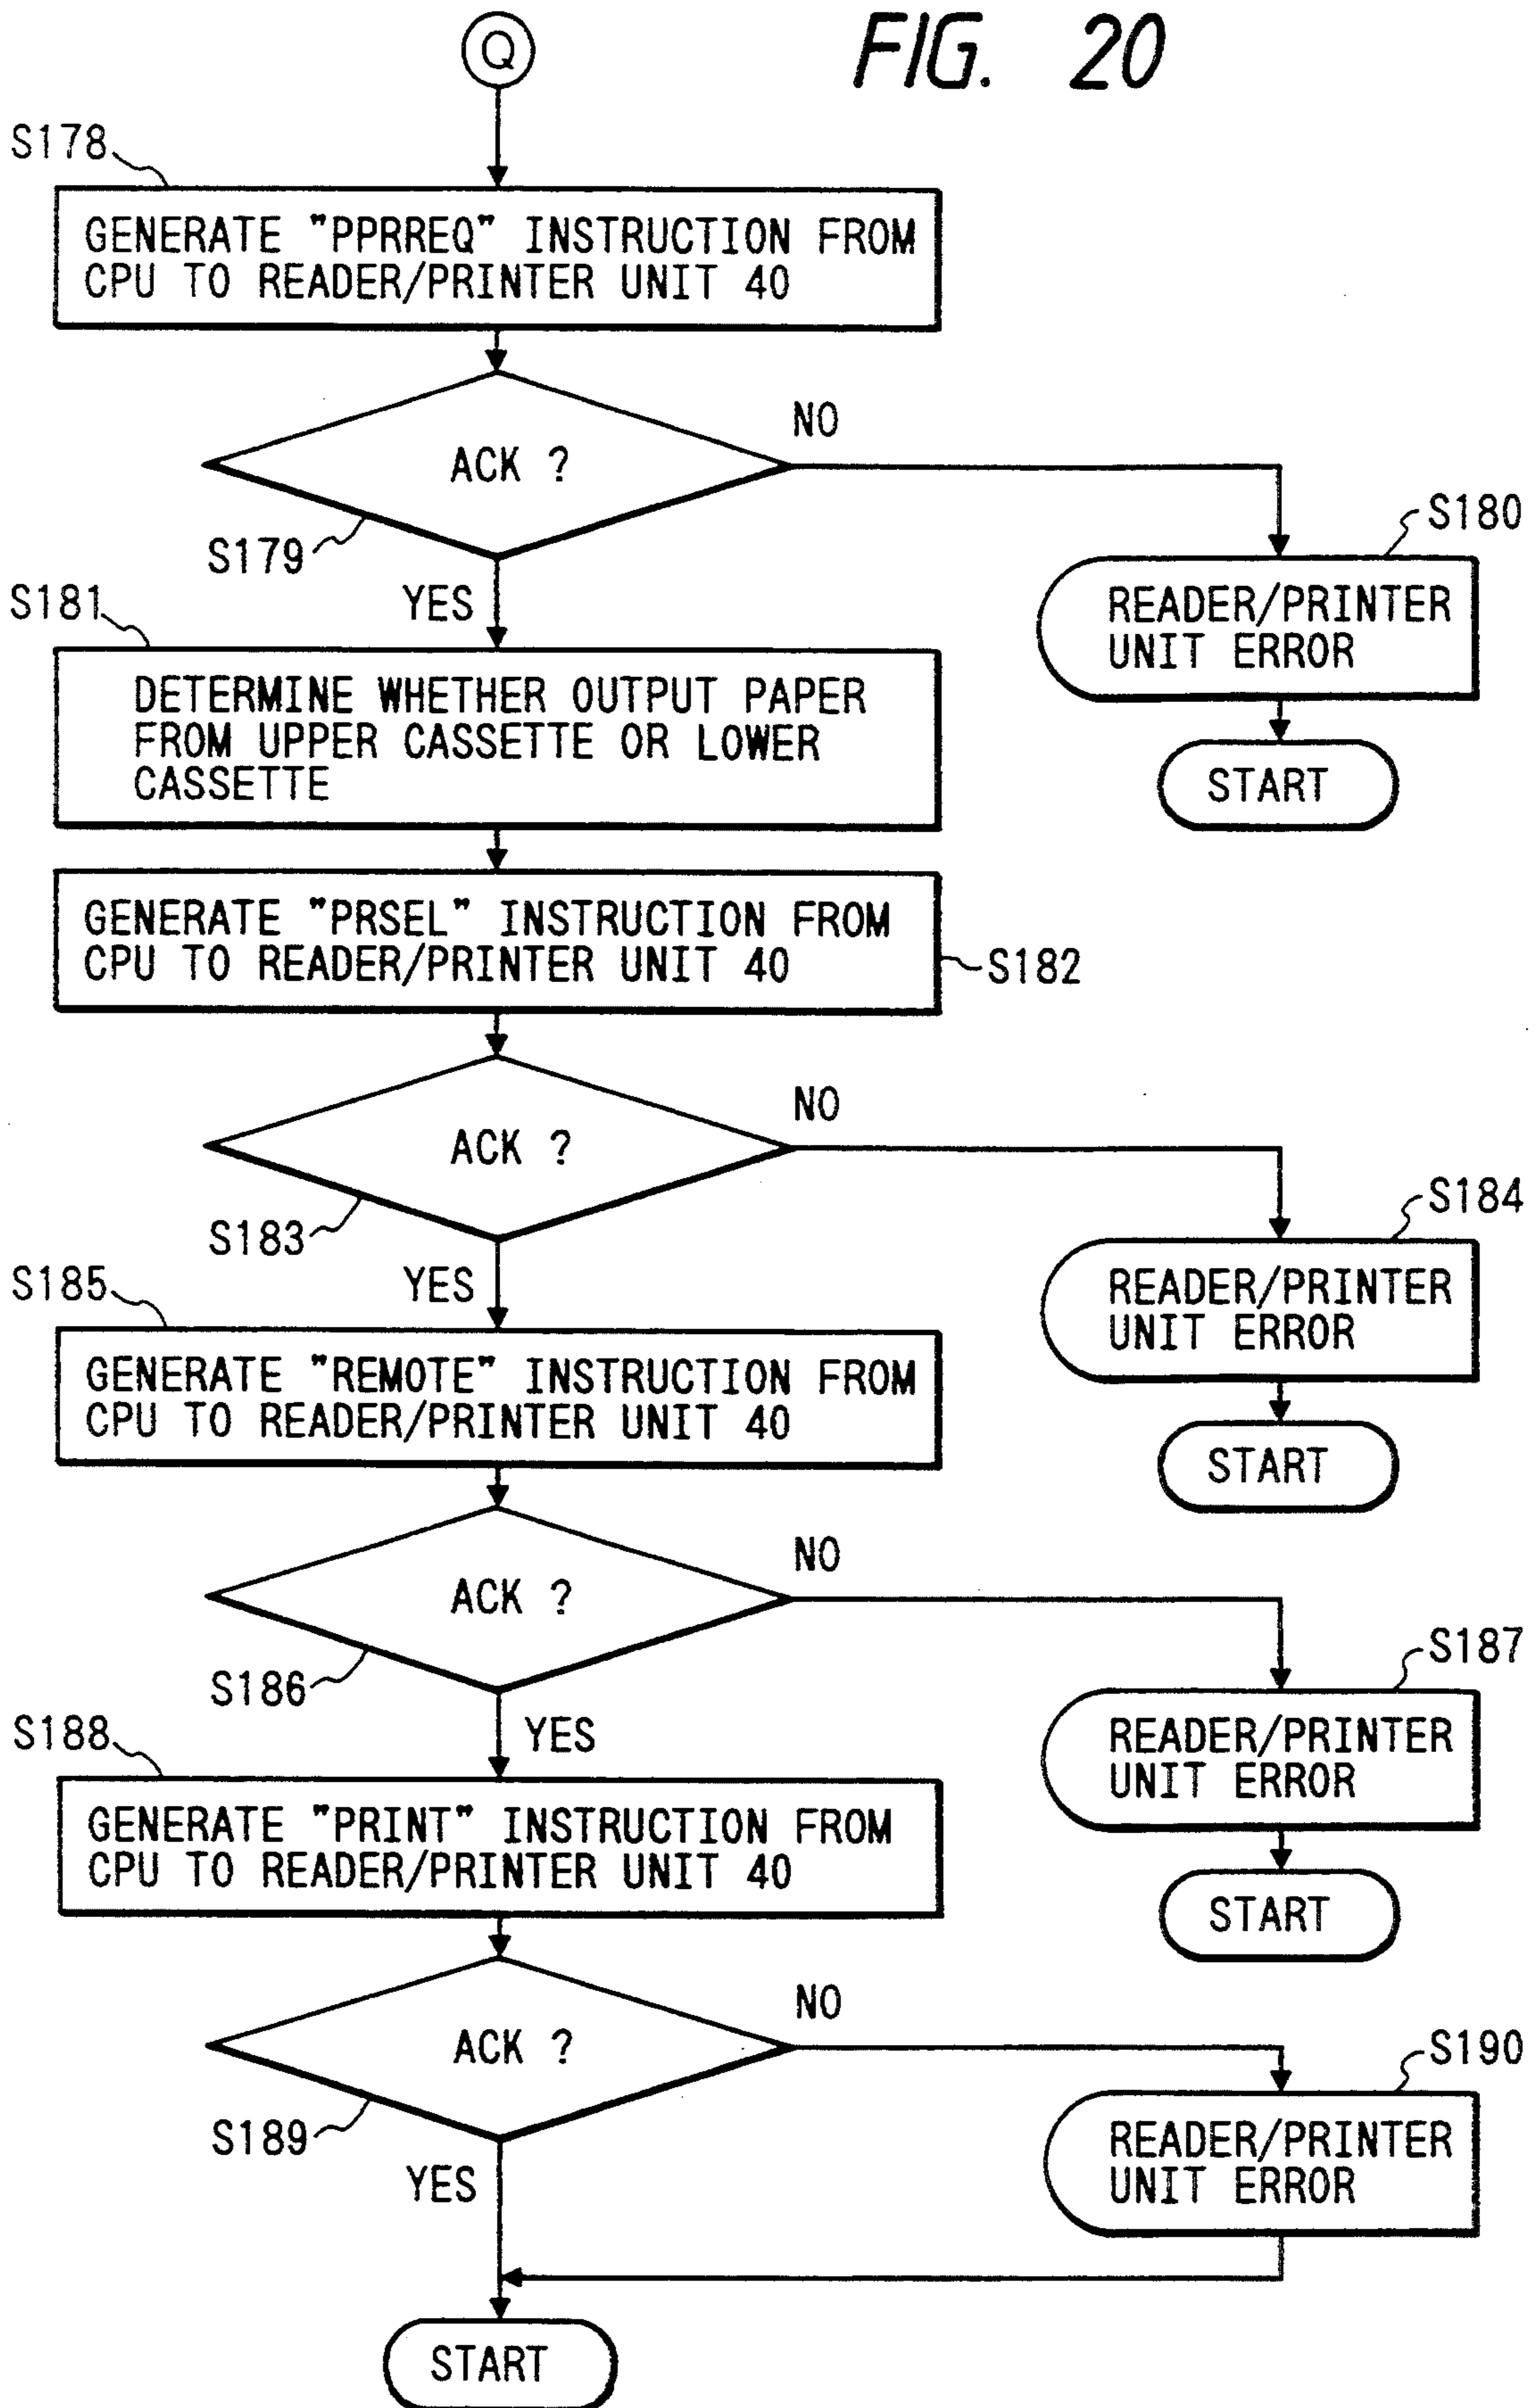 FIG. 20
Q
S178
GENERATE "PPRREQ" INSTRUCTION FROM
CPU TO READER/PRINTER UNIT 40
ACK ?
NO
S179
YES
S180
READER/PRINTER
UNIT ERROR
START
S181
DETERMINE WHETHER OUTPUT PAPER
FROM UPPER CASSETTE OR LOWER
CASSETTE
GENERATE "PRSEL" INSTRUCTION FROM
CPU TO READER/PRINTER UNIT 40
S182
ACK ?
NO
S183
YES
S184
READER/PRINTER
UNIT ERROR
START
S185
GENERATE "REMOTE" INSTRUCTION FROM
CPU TO READER/PRINTER UNIT 40
ACK ?
NO
S186
YES
S187
READER/PRINTER
UNIT ERROR
START
S188
GENERATE "PRINT" INSTRUCTION FROM
CPU TO READER/PRINTER UNIT 40
ACK ?
NO
S189
YES
S190
READER/PRINTER
UNIT ERROR
START